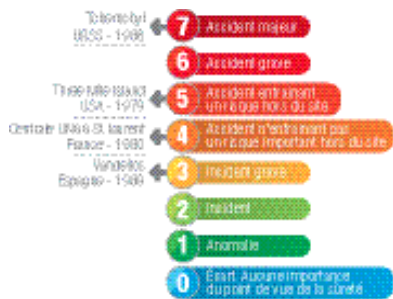 Tchernobyl
URSS - 1986
7 Accident majeur
6 Accident grave
Three Mile Island
USA - 1979
5 Accident entraînant
un risque hors du site
Centrale UNGG St Laurent
France - 1980
4 Accident n'entraînant pas
un risque important hors du site
Vandellos
Espagne - 1989
3 Incident grave
2 Incident
1 Anomalie
0 Ecart. Aucune importance
du point de vue de la sûreté.